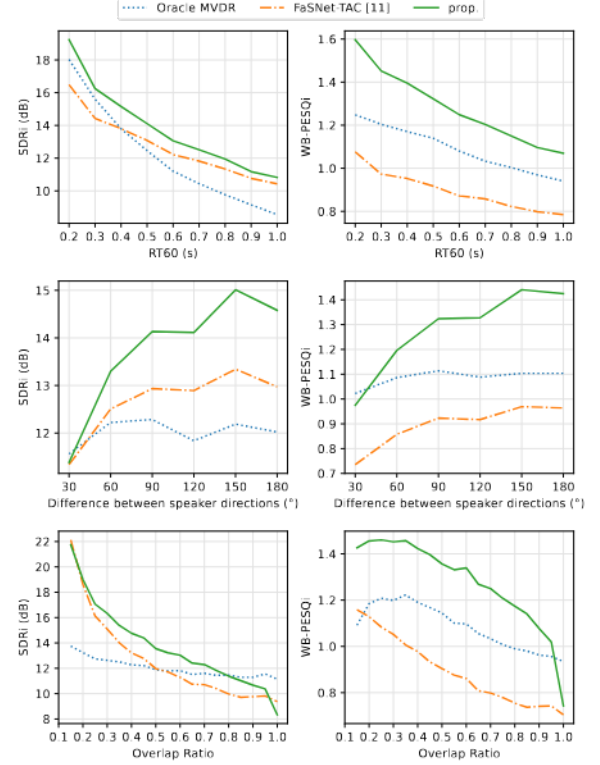 Oracle MVDR FaSNet-TAC [11] prop.
SDRi (dB)
18
16
14
12
10
0.2 0.3 0.4 0.5 0.6 0.7 0.8 0.9 1.0
RT60 (s)
WB-PESQi
1.6
1.4
1.2
1.0
0.8
0.2 0.3 0.4 0.5 0.6 0.7 0.8 0.9 1.0
RT60 (s)
SDRi (dB)
15
14
13
12
30 60 90 120 150 180
Difference between speaker directions (°)
WB-PESQi
1.4
1.3
1.2
1.1
1.0
0.9
0.8
0.7
30 60 90 120 150 180
Difference between speaker directions (°)
SDRi (dB)
22
20
18
16
14
12
10
8
0.1 0.2 0.3 0.4 0.5 0.6 0.7 0.8 0.9 1.0
Overlap Ratio
WB-PESQi
1.4
1.2
1.0
0.8
0.1 0.2 0.3 0.4 0.5 0.6 0.7 0.8 0.9 1.0
Overlap Ratio